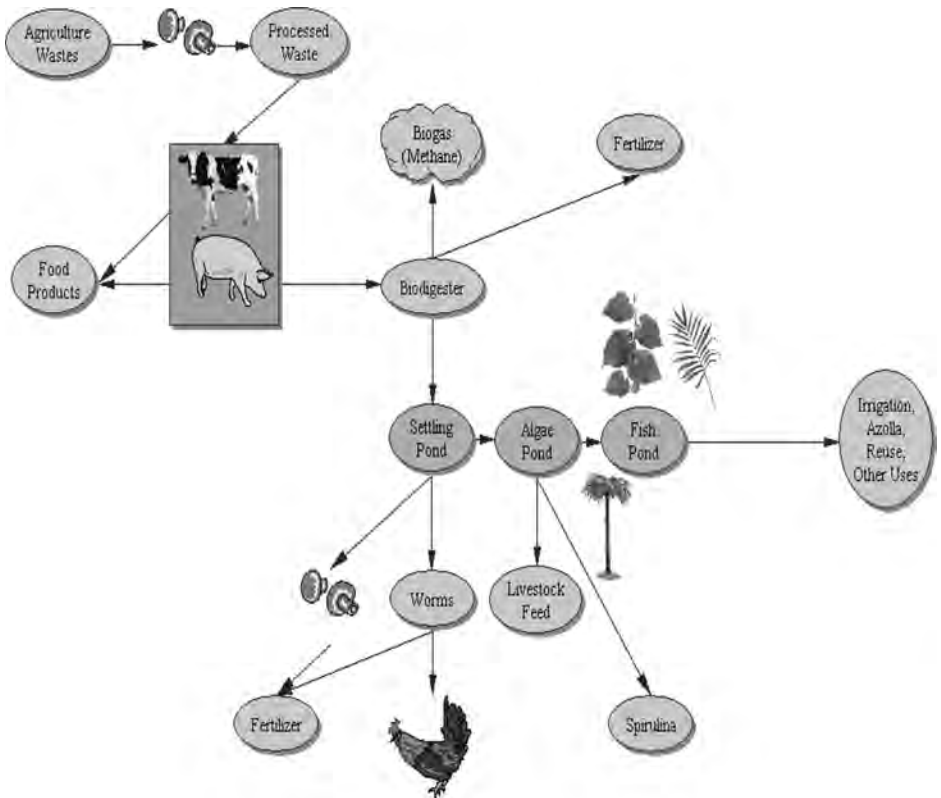 Agriculture
Wastes
Processed
Waste
Biogas
(Methane)
Fertilizer
Food
Products
Biodigester
Settling
Pond
Algae
Pond
Fish
Pond
Irrigation,
Azolla,
Reuse,
Other Uses
Worms
Livestock
Feed
Fertilizer
Spirulina